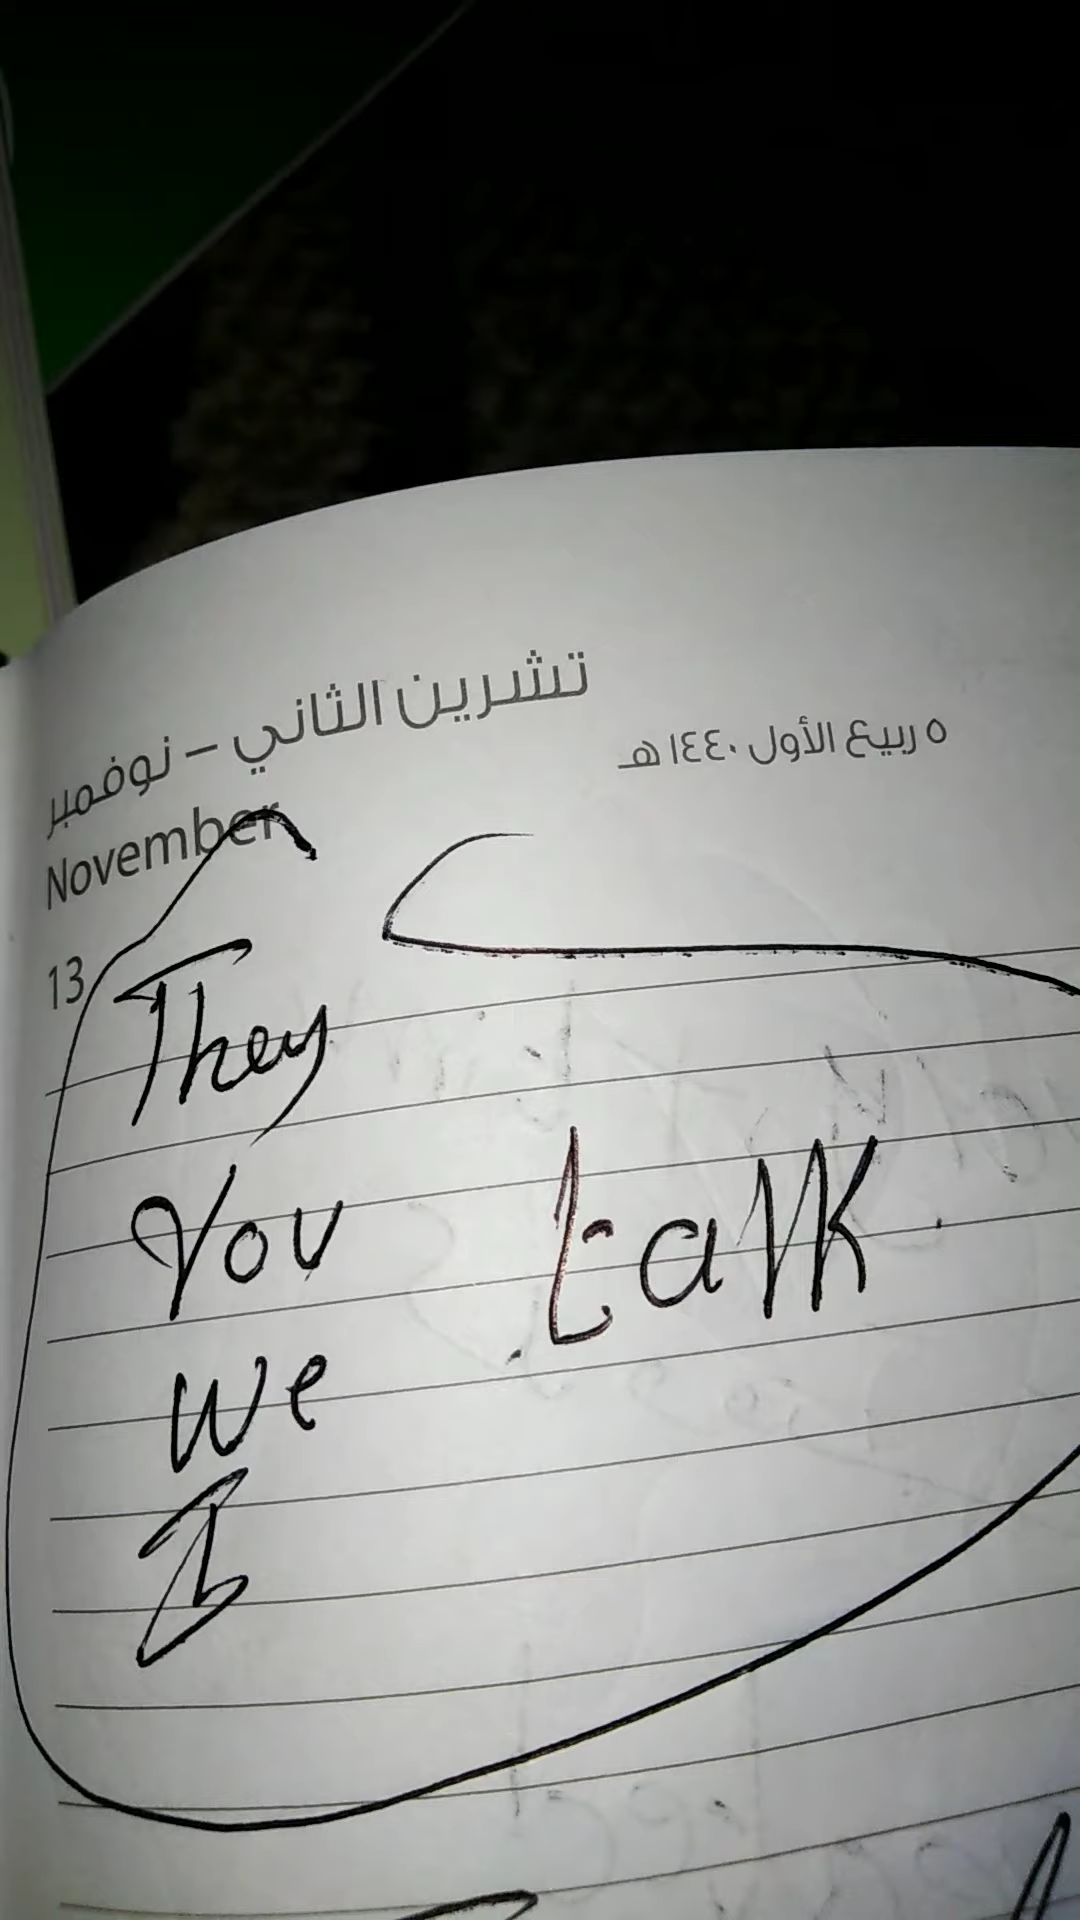 تشرين الثاني – نوفمبر
٥ ربيع الأول ١٤٤٠ هـ
November
13
They
You talk
we
I